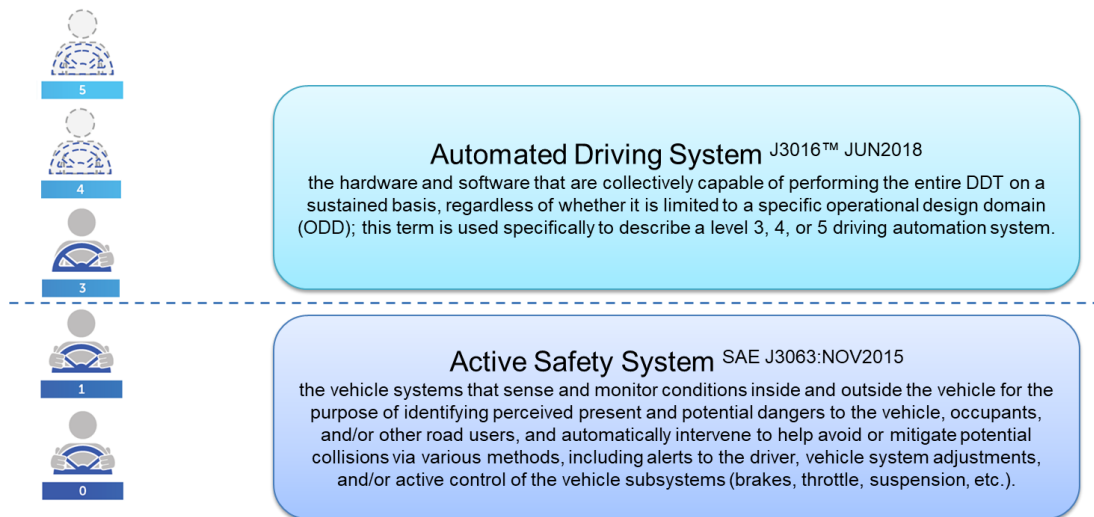 5
4
3
1
0
Automated Driving System J3016™ JUN2018
the hardware and software that are collectively capable of performing the entire DDT on a
sustained basis, regardless of whether it is limited to a specific operational design domain
(ODD); this term is used specifically to describe a level 3, 4, or 5 driving automation system.
Active Safety System SAE J3063:NOV2015
the vehicle systems that sense and monitor conditions inside and outside the vehicle for the
purpose of identifying perceived present and potential dangers to the vehicle, occupants,
and/or other road users, and automatically intervene to help avoid or mitigate potential
collisions via various methods, including alerts to the driver, vehicle system adjustments,
and/or active control of the vehicle subsystems (brakes, throttle, suspension, etc.).